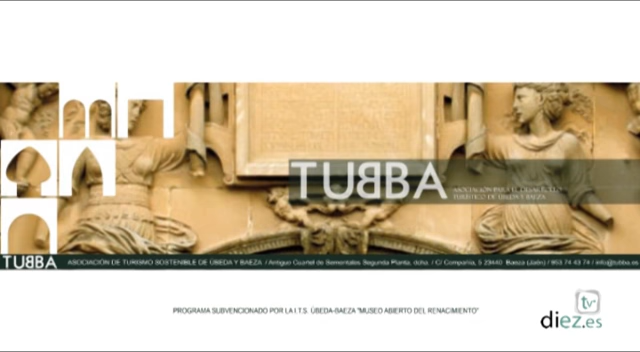 TUBBA
ASOCIACIÓN PARA EL DESARROLLO
TURÍSTICO DE ÚBEDA Y BAEZA
TUBBA ASOCIACIÓN DE TURISMO SOSTENIBLE DE ÚBEDA Y BAEZA / Antiguo Cuartel de Sementales Segunda Planta, dcha. / C/ Compañía, 5 23440 Baeza (Jaén) / 953 74 43 74 / info@tubba.es
PROGRAMA SUBVENCIONADO POR LA I.T.S. ÚBEDA-BAEZA "MUSEO ABIERTO DEL RENACIMIENTO"
tv
diez.es